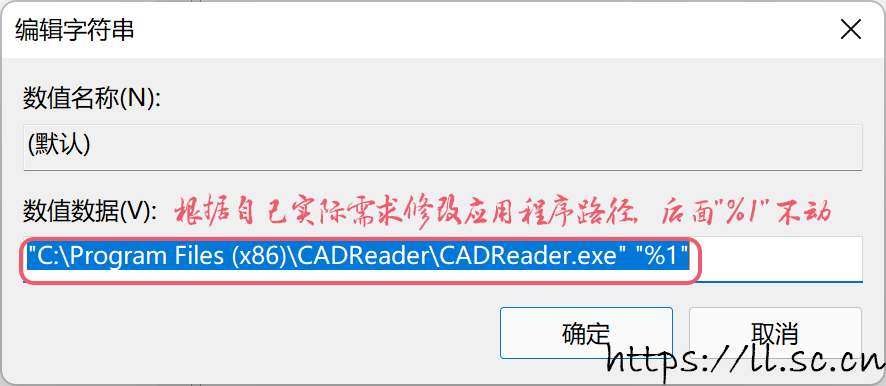 编辑字符串
数值名称(N):
(默认)
数值数据(V): 根据自己实际需求修改应用程序路径, 后面"%1"不动
"C:\Program Files (x86)\CADReader\CADReader.exe" "%1"
确定 取消
https://ll.sc.cn